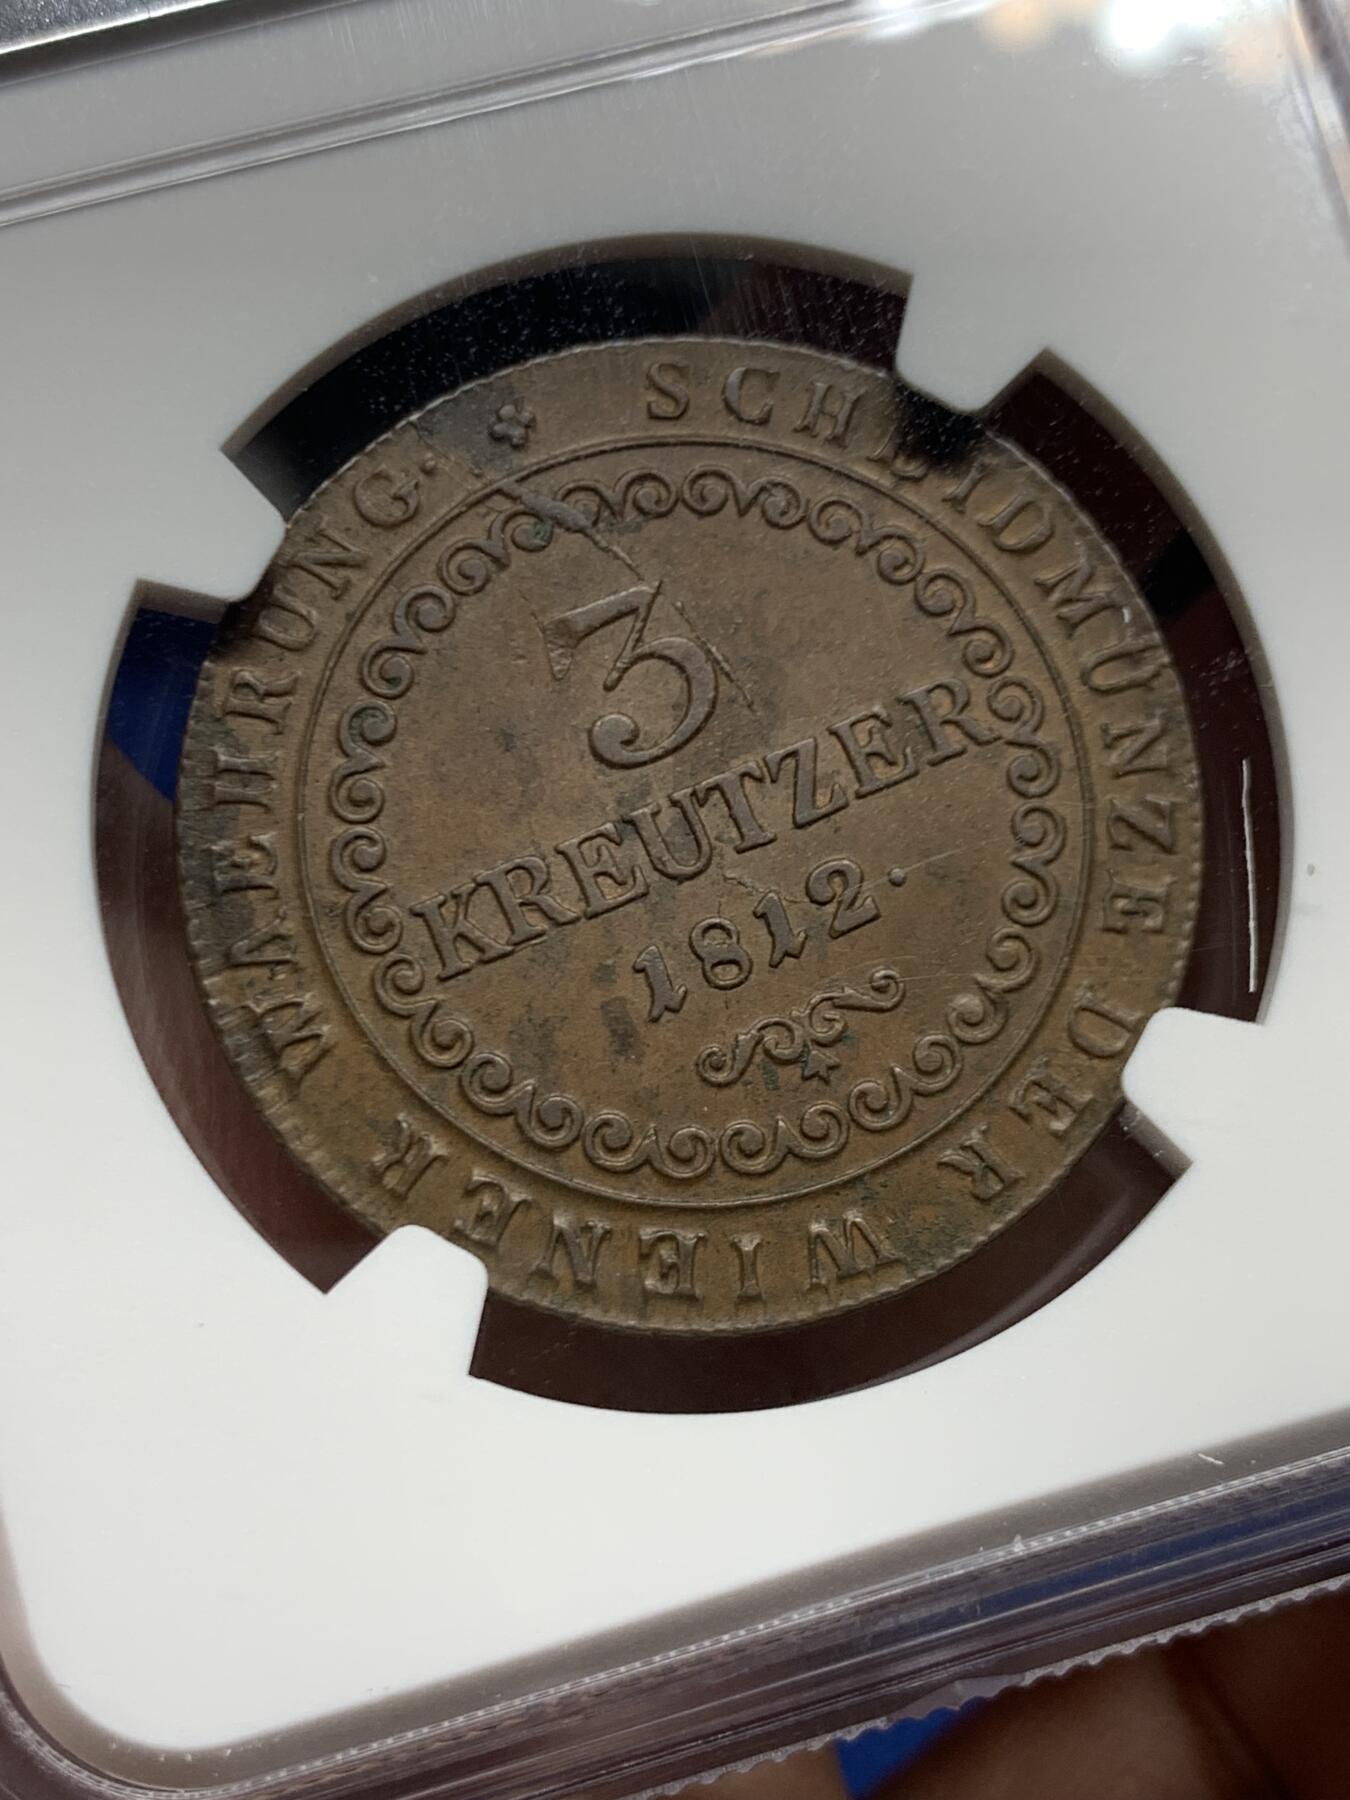 SCHEIDMÜNZE DER WIENER WAEHRUNG.
3
KREUTZER
1812.